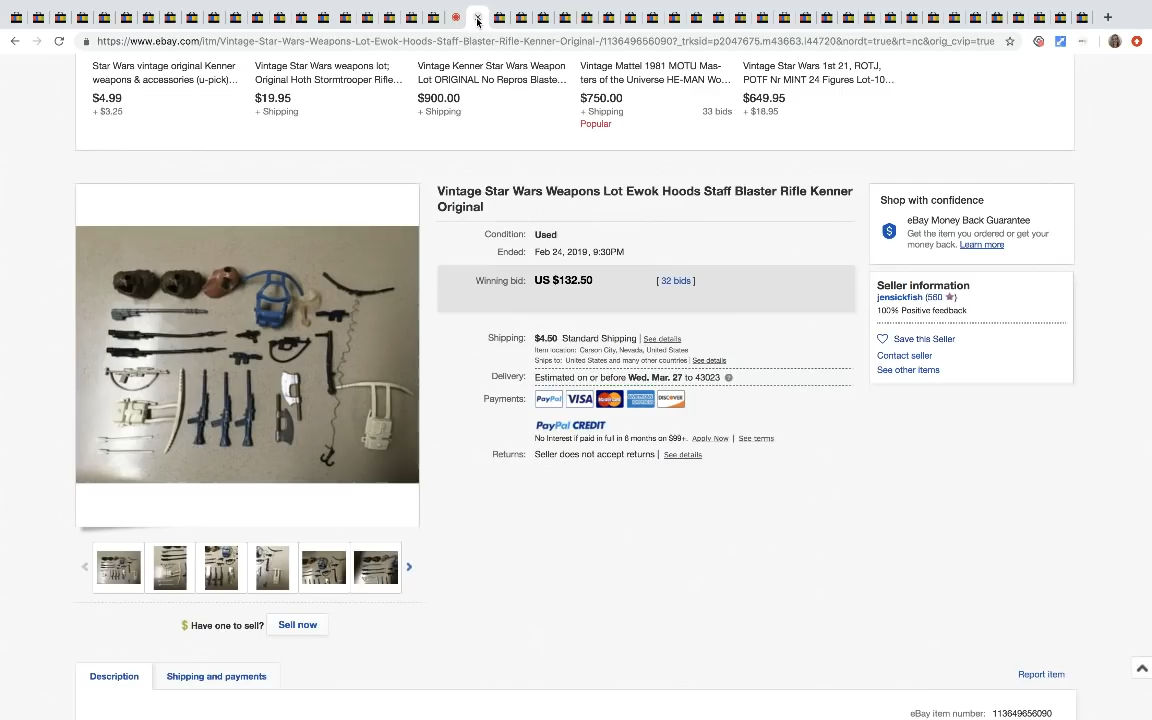 https://www.ebay.com/itm/Vintage-Star-Wars-Weapons-Lot-Ewok-Hoods-Staff-Blaster-Rifle-Kenner-Original-/113649656090?_trksid=p2047675.m43663.l44720&nordt=true&rt=nc&orig_cvip=true
Star Wars vintage original Kenner weapons & accessories (u-pick)...
$4.99
+ $3.25
Vintage Star Wars weapons lot; Original Hoth Stormtrooper Rifle...
$19.95
+ Shipping
Vintage Kenner Star Wars Weapon Lot ORIGINAL No Repros Blaste...
$900.00
+ Shipping
Vintage Mattel 1981 MOTU Mas-
ters of the Universe HE-MAN Wo...
$750.00
+ Shipping 33 bids
Popular
Vintage Star Wars 1st 21, ROTJ, POTF Nr MINT 24 Figures Lot-10...
$649.95
+ $18.95
Vintage Star Wars Weapons Lot Ewok Hoods Staff Blaster Rifle Kenner
Original
Condition: Used
Ended: Feb 24, 2019, 9:30PM
Winning bid: US $132.50 [ 32 bids ]
Shipping: $4.50 Standard Shipping | See details
Item location: Carson City, Nevada, United States
Ships to: United States and many other countries | See details
Delivery: Estimated on or before Wed. Mar. 27 to 43023 ?
Payments: PayPal VISA MasterCard AMERICAN EXPRESS DISCOVER
PayPal CREDIT
No Interest if paid in full in 6 months on $99+. Apply Now | See terms
Returns: Seller does not accept returns | See details
Shop with confidence
eBay Money Back Guarantee
Get the item you ordered or get your
money back. Learn more
Seller information
jensickfish (560 ★)
100% Positive feedback
Save this Seller
Contact seller
See other items
$ Have one to sell? Sell now
Description
Shipping and payments
Report item
eBay item number: 113649656090